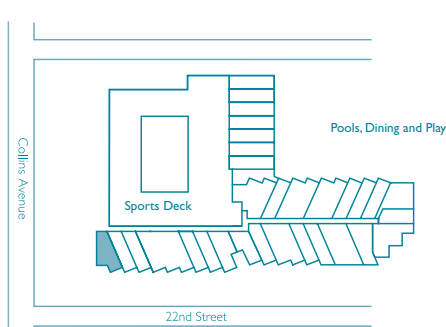 Pools, Dining and Play
Collins Avenue
Sports Deck
22nd Street